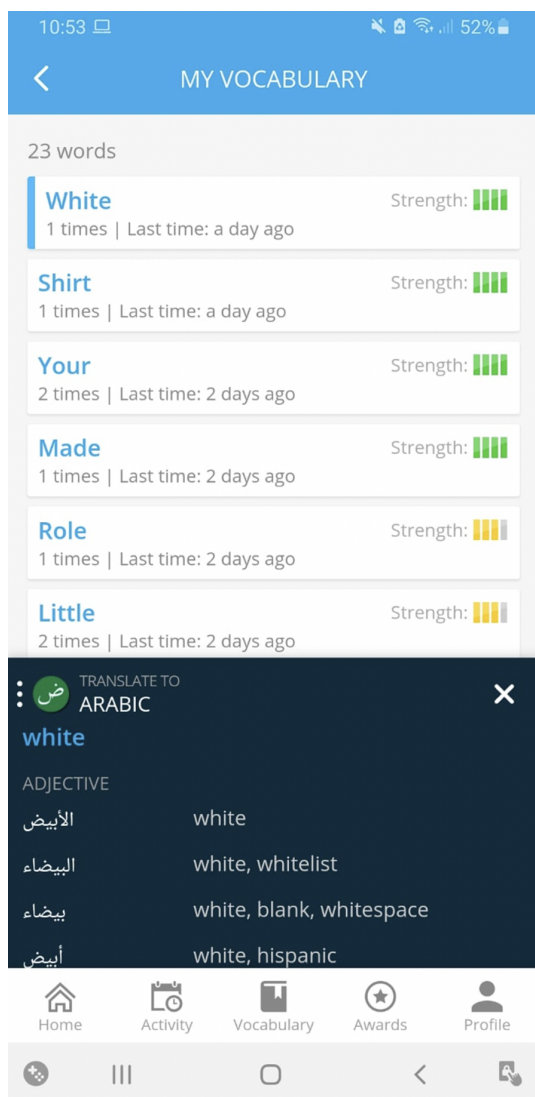 10:53 52%
MY VOCABULARY
23 words
White Strength:
1 times | Last time: a day ago
Shirt Strength:
1 times | Last time: a day ago
Your Strength:
2 times | Last time: 2 days ago
Made Strength:
1 times | Last time: 2 days ago
Role Strength:
1 times | Last time: 2 days ago
Little Strength:
2 times | Last time: 2 days ago
ض TRANSLATE TO
ARABIC
white
ADJECTIVE
الأبيض white
البيضاء white, whitelist
بيضاء white, blank, whitespace
أبيض white, hispanic
Home Activity Vocabulary Awards Profile